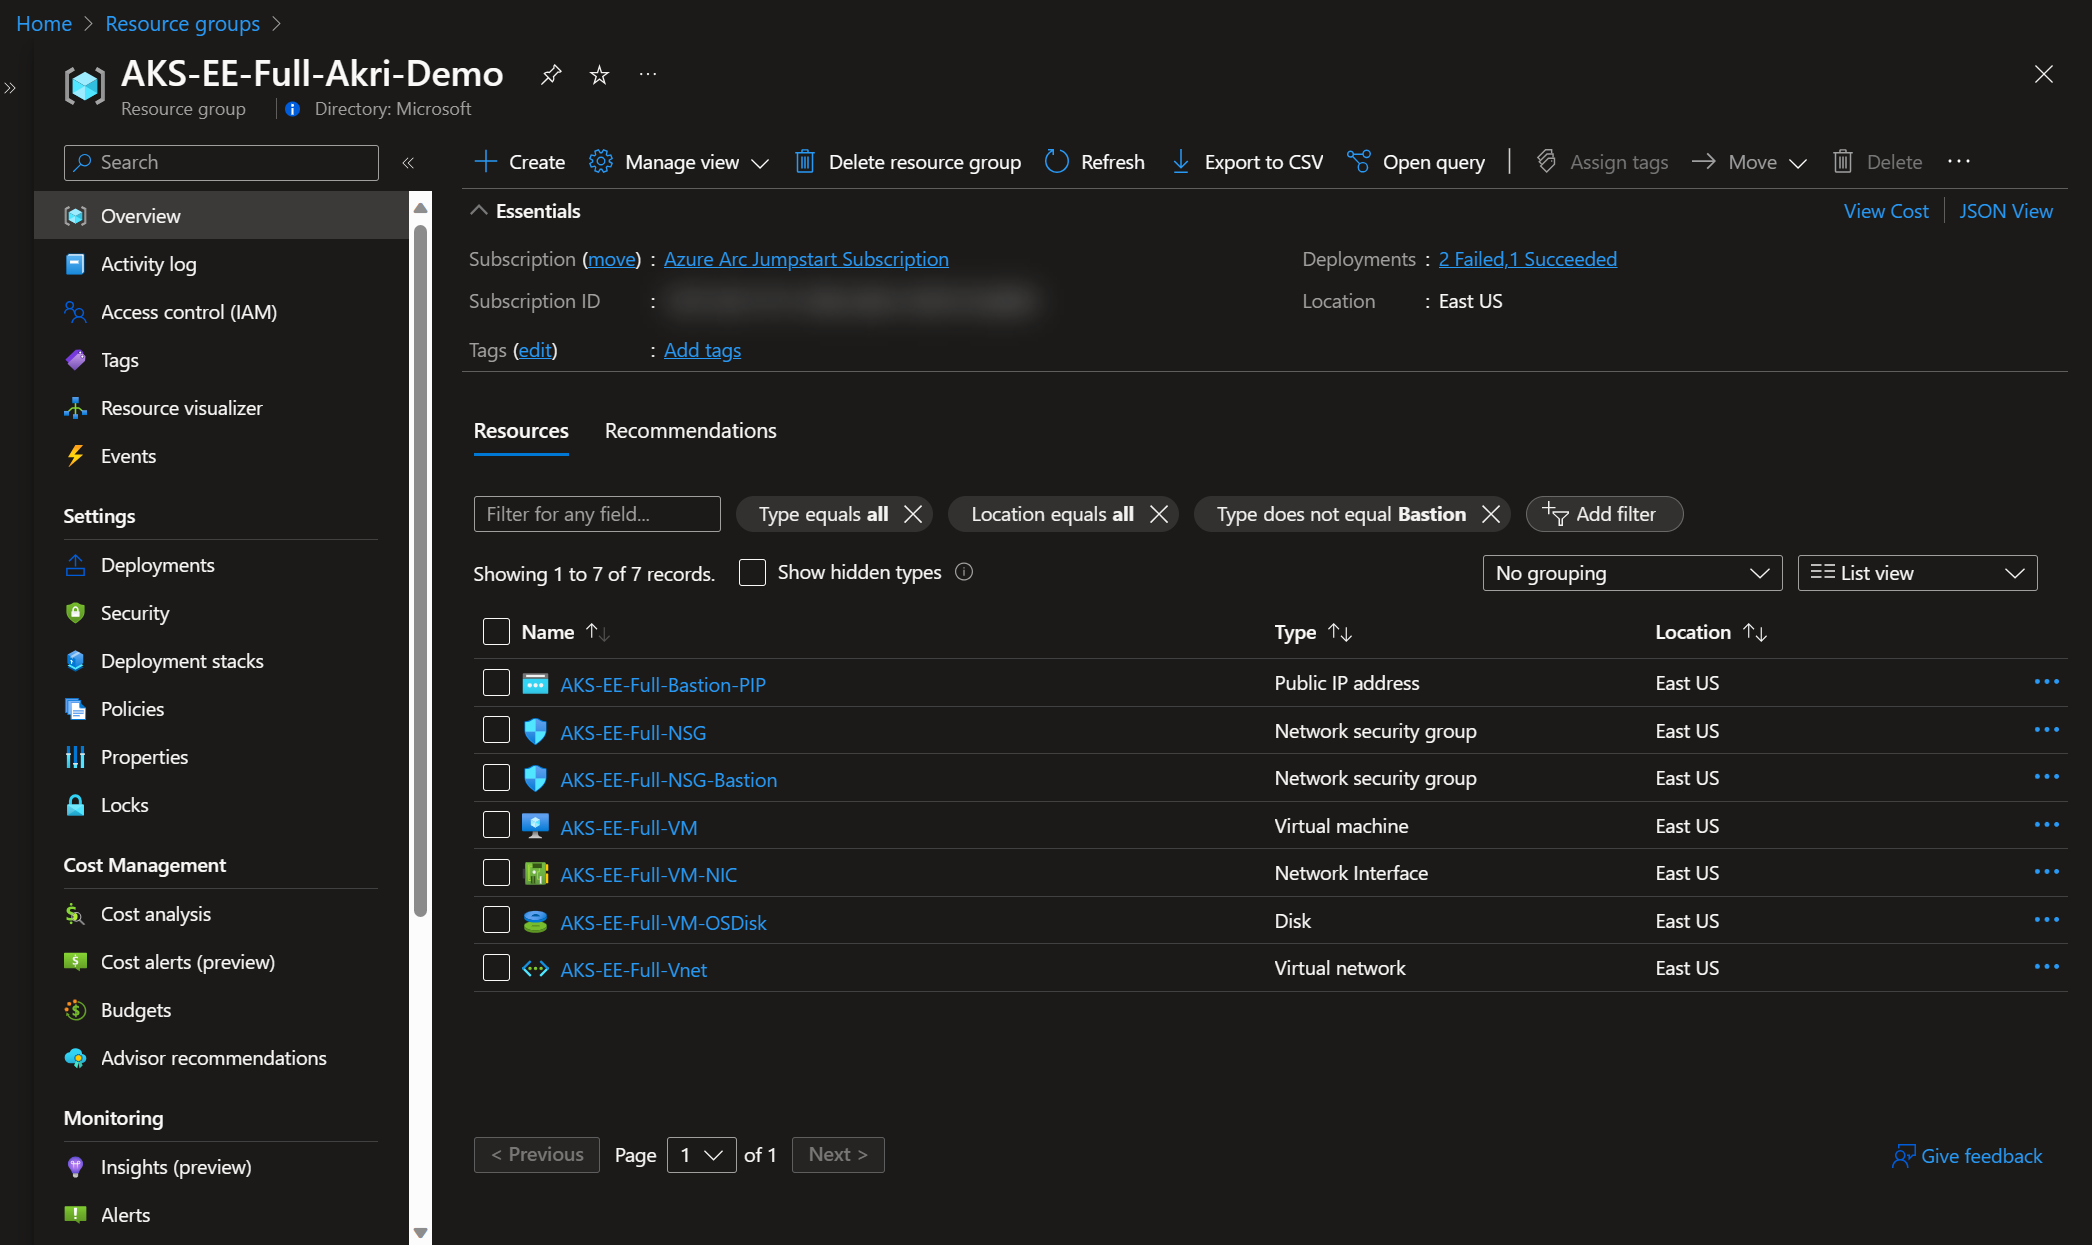 Home > Resource groups >
AKS-EE-Full-Akri-Demo
Resource group | Directory: Microsoft
Search
Overview
Activity log
Access control (IAM)
Tags
Resource visualizer
Events
Settings
Deployments
Security
Deployment stacks
Policies
Properties
Locks
Cost Management
Cost analysis
Cost alerts (preview)
Budgets
Advisor recommendations
Monitoring
Insights (preview)
Alerts
Create Manage view Delete resource group Refresh Export to CSV Open query | Assign tags Move Delete ...
Essentials
View Cost | JSON View
Subscription (move) : Azure Arc Jumpstart Subscription
Subscription ID :
Tags (edit) : Add tags
Deployments : 2 Failed,1 Succeeded
Location : East US
Resources Recommendations
Filter for any field... Type equals all Location equals all Type does not equal Bastion Add filter
Showing 1 to 7 of 7 records. Show hidden types No grouping List view
Name Type Location
AKS-EE-Full-Bastion-PIP Public IP address East US
AKS-EE-Full-NSG Network security group East US
AKS-EE-Full-NSG-Bastion Network security group East US
AKS-EE-Full-VM Virtual machine East US
AKS-EE-Full-VM-NIC Network Interface East US
AKS-EE-Full-VM-OSDisk Disk East US
AKS-EE-Full-Vnet Virtual network East US
< Previous Page 1 of 1 Next >
Give feedback